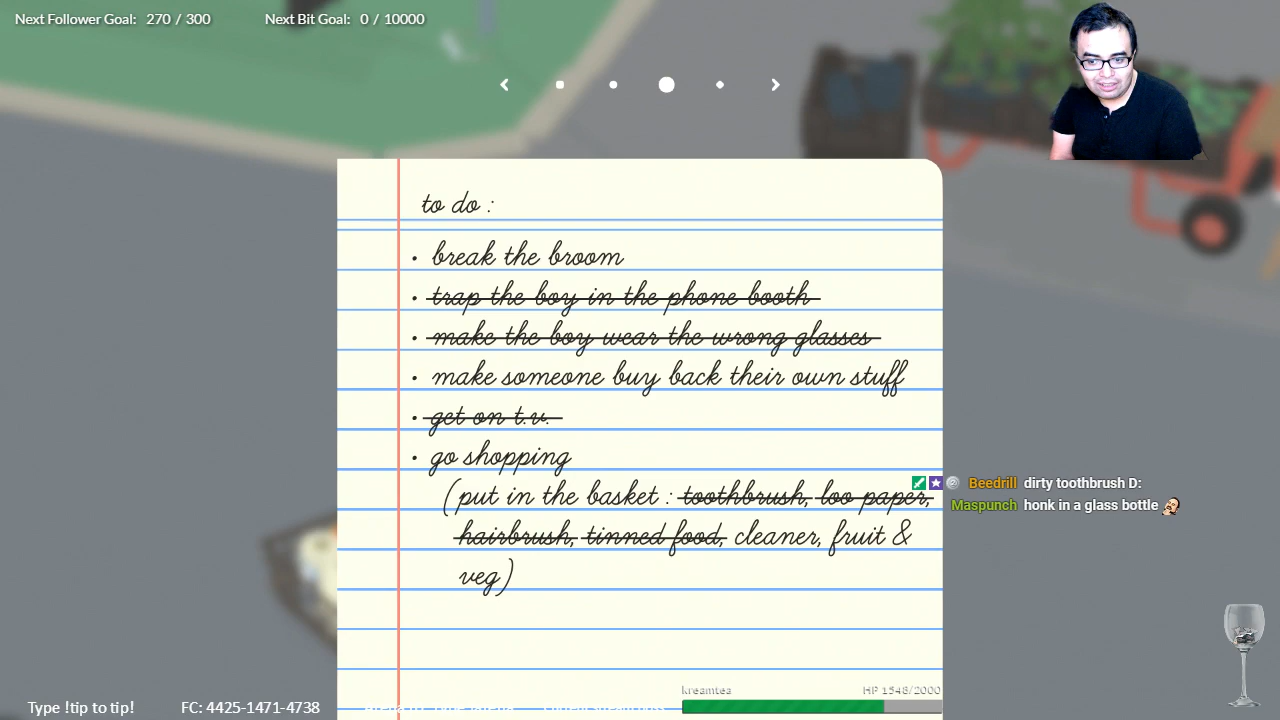 Next Follower Goal: 270 / 300 Next Bit Goal: 0 / 10000
to do :
• break the broom
• trap the boy in the phone booth
• make the boy wear the wrong glasses
• make someone buy back their own stuff
• get on t.v.
• go shopping
(put in the basket : toothbrush, loo paper,
hairbrush, tinned food, cleaner, fruit &
veg)
Beedrill dirty toothbrush D:
Maspunch honk in a glass bottle
kreamtea HP 1548/2000
Type !tip to tip! FC: 4425-1471-4738